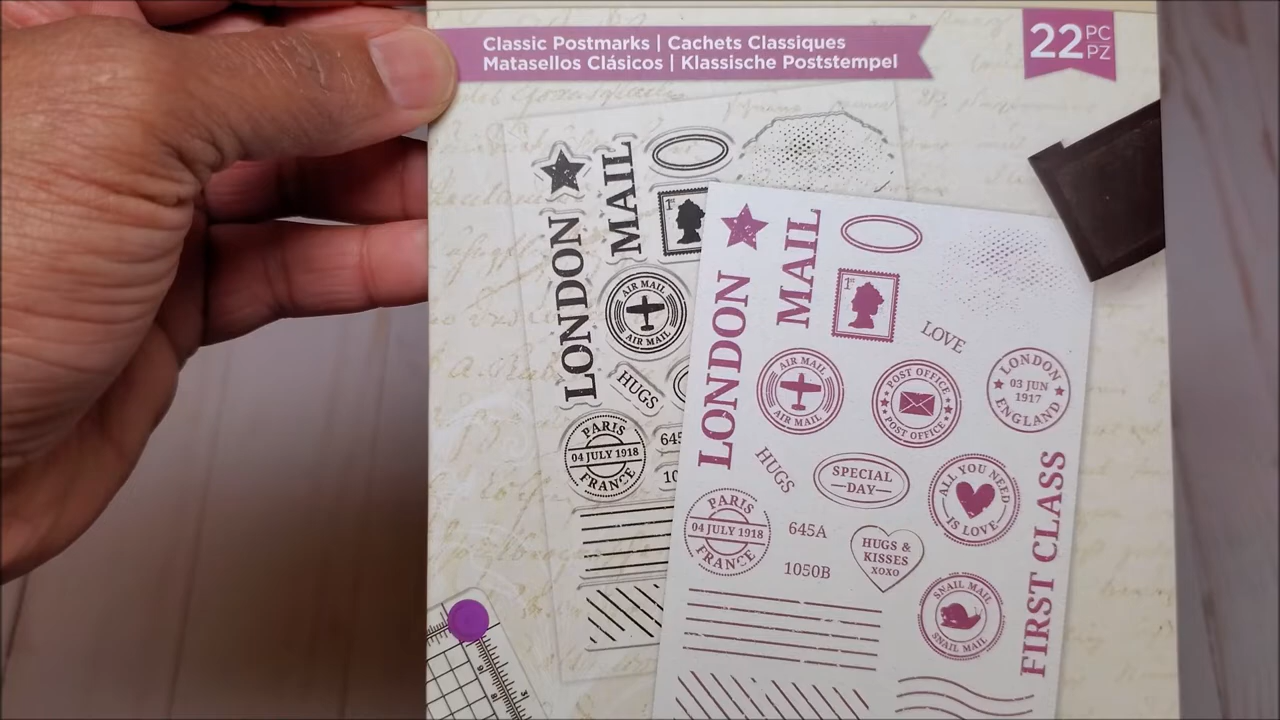 Classic Postmarks | Cachets Classiques
Matasellos Clásicos | Klassische Poststempel
22 PC
PZ
LONDON
MAIL
1st
AIR MAIL
AIR MAIL
HUGS
PARIS
04 JULY 1918
FRANCE
645
10
LONDON
MAIL
1st
LOVE
AIR MAIL
AIR MAIL
POST OFFICE
POST OFFICE
LONDON
03 JUN
1917
ENGLAND
HUGS
SPECIAL
DAY
ALL YOU NEED
IS LOVE
PARIS
04 JULY 1918
FRANCE
645A
1050B
HUGS &
KISSES
xoxo
SNAIL MAIL
SNAIL MAIL
FIRST CLASS